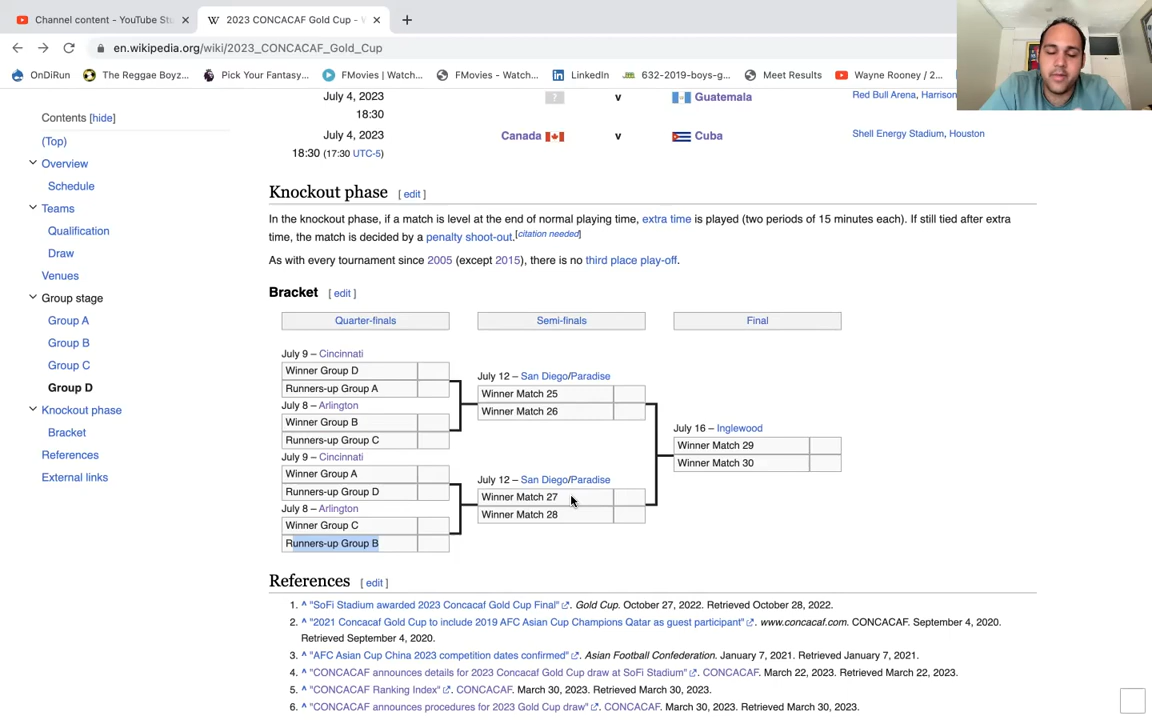 Channel content - YouTube St
2023 CONCACAF Gold Cup -
en.wikipedia.org/wiki/2023_CONCACAF_Gold_Cup
OnDiRun
The Reggae Boyz...
Pick Your Fantasy...
FMovies | Watch...
FMovies - Watch...
LinkedIn
632-2019-boys-g...
Meet Results
Wayne Rooney / 2...
Contents [hide]
(Top)
Overview
Schedule
Teams
Qualification
Draw
Venues
Group stage
Group A
Group B
Group C
Group D
Knockout phase
Bracket
References
External links
July 4, 2023
18:30
?
v
Guatemala
Red Bull Arena, Harrison
July 4, 2023
18:30 (17:30 UTC-5)
Canada
v
Cuba
Shell Energy Stadium, Houston
Knockout phase [ edit ]
In the knockout phase, if a match is level at the end of normal playing time, extra time is played (two periods of 15 minutes each). If still tied after extra
time, the match is decided by a penalty shoot-out.[citation needed]
As with every tournament since 2005 (except 2015), there is no third place play-off.
Bracket [ edit ]
Quarter-finals
Semi-finals
Final
July 9 – Cincinnati
Winner Group D
Runners-up Group A
July 8 – Arlington
Winner Group B
Runners-up Group C
July 9 – Cincinnati
Winner Group A
Runners-up Group D
July 8 – Arlington
Winner Group C
Runners-up Group B
July 12 – San Diego/Paradise
Winner Match 25
Winner Match 26
July 12 – San Diego/Paradise
Winner Match 27
Winner Match 28
July 16 – Inglewood
Winner Match 29
Winner Match 30
References [ edit ]
1. ^ "SoFi Stadium awarded 2023 Concacaf Gold Cup Final". Gold Cup. October 27, 2022. Retrieved October 28, 2022.
2. ^ "2021 Concacaf Gold Cup to include 2019 AFC Asian Cup Champions Qatar as guest participant". www.concacaf.com. CONCACAF. September 4, 2020.
Retrieved September 4, 2020.
3. ^ "AFC Asian Cup China 2023 competition dates confirmed". Asian Football Confederation. January 7, 2021. Retrieved January 7, 2021.
4. ^ "CONCACAF announces details for 2023 Concacaf Gold Cup draw at SoFi Stadium". CONCACAF. March 22, 2023. Retrieved March 22, 2023.
5. ^ "CONCACAF Ranking Index". CONCACAF. March 30, 2023. Retrieved March 30, 2023.
6. ^ "CONCACAF announces procedures for 2023 Gold Cup draw". CONCACAF. March 30, 2023. Retrieved March 30, 2023.